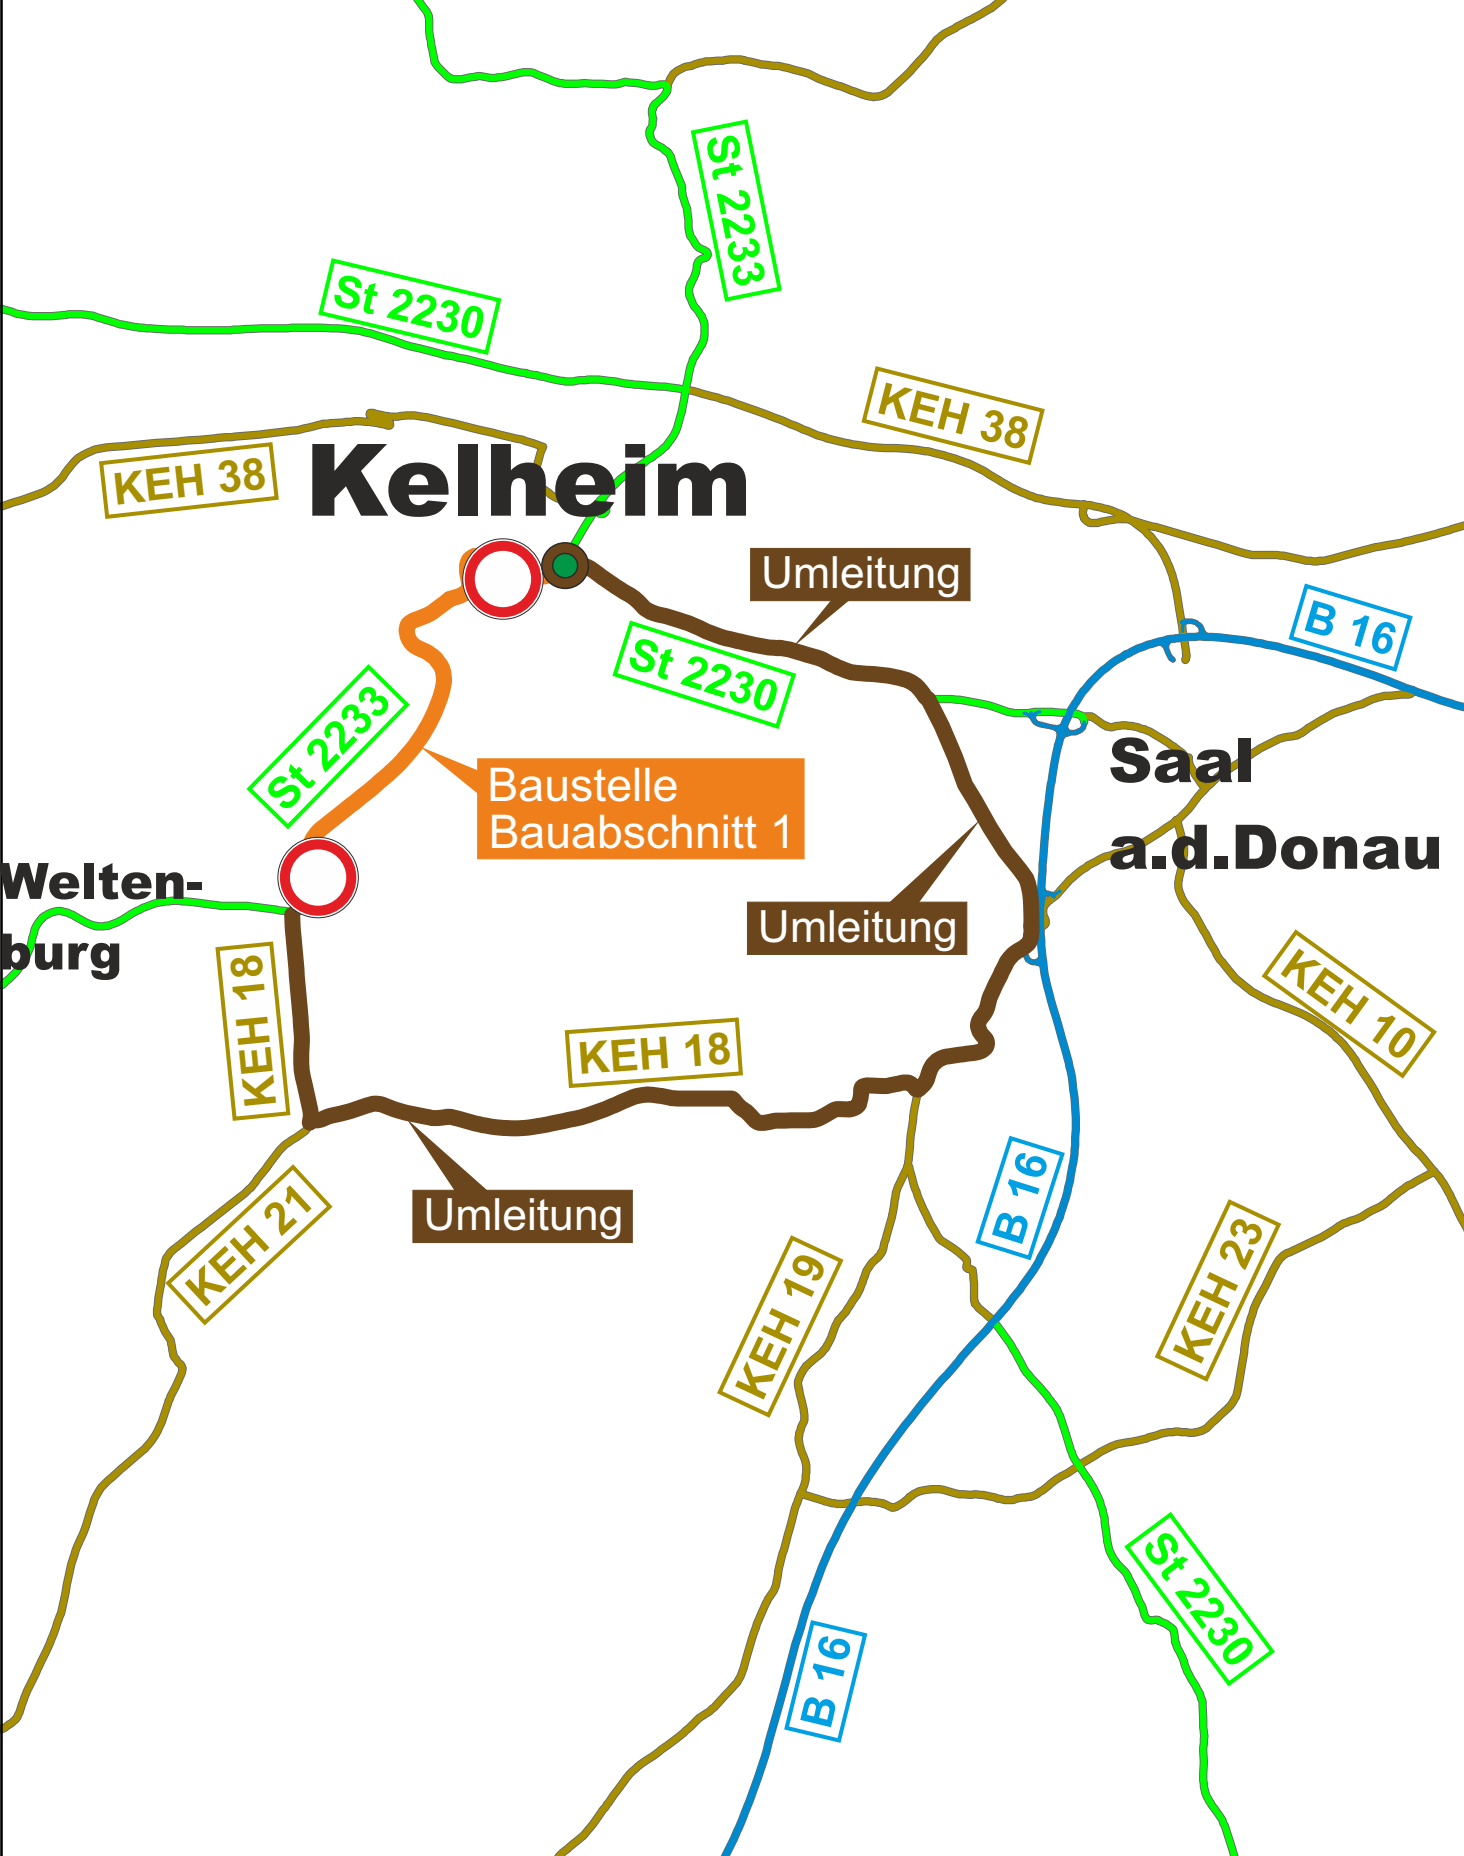 St 2233
St 2230
KEH 38
KEH 38
Kelheim
Umleitung
B 16
St 2230
St 2233
Saal
a.d.Donau
Baustelle
Bauabschnitt 1
Welten-
burg
Umleitung
KEH 18
KEH 10
KEH 18
Umleitung
KEH 21
B 16
KEH 23
KEH 19
St 2230
B 16